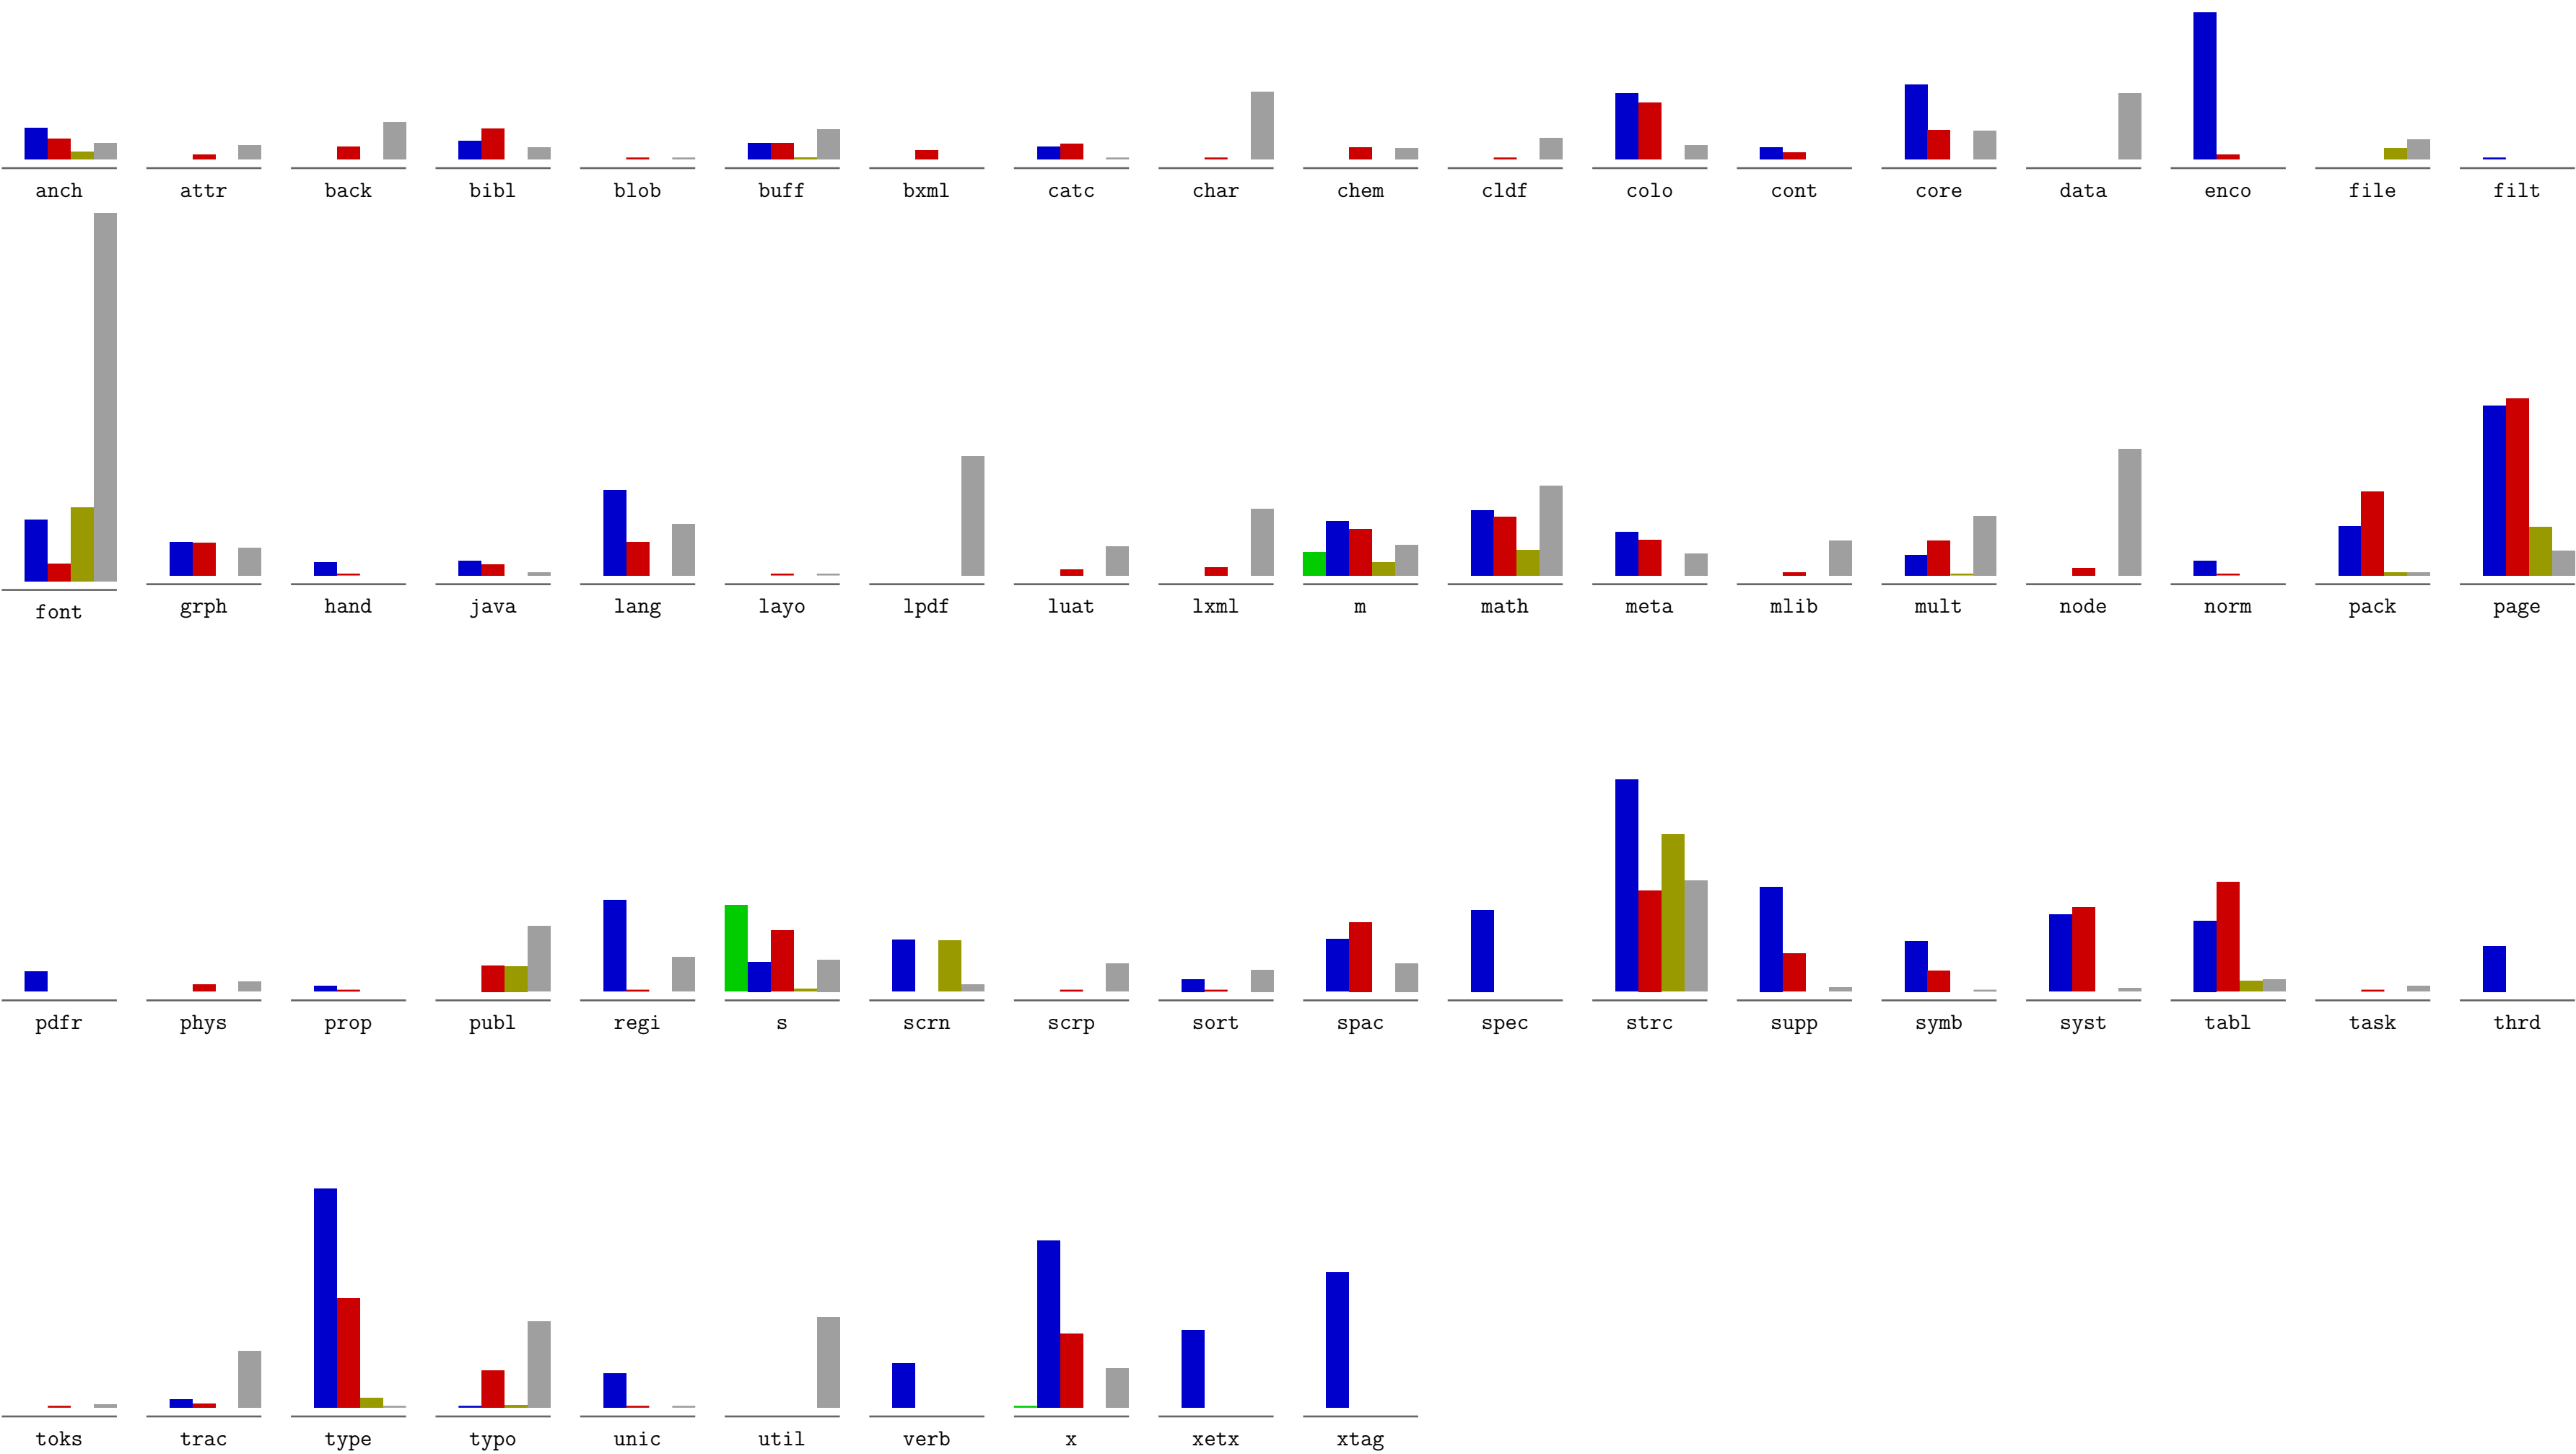 anch attr back bibl blob buff bxml catc char chem cldf colo cont core data enco file filt
font grph hand java lang layo lpdf luat lxml m math meta mlib mult node norm pack page
pdfr phys prop publ regi s scrn scrp sort spac spec strc supp symb syst tabl task thrd
toks trac type typo unic util verb x xetx xtag